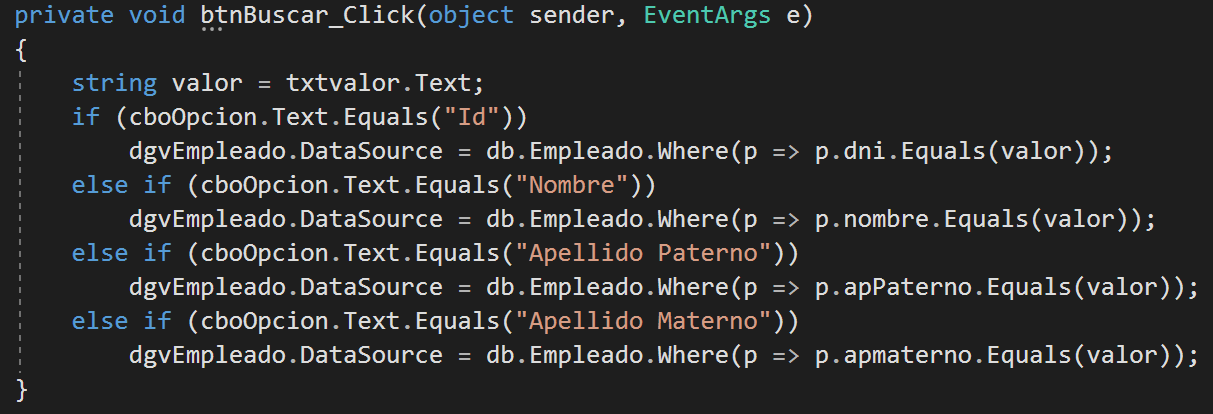 private void btnBuscar_Click(object sender, EventArgs e)
{
    string valor = txtvalor.Text;
    if (cboOpcion.Text.Equals("Id"))
        dgvEmpleado.DataSource = db.Empleado.Where(p => p.dni.Equals(valor));
    else if (cboOpcion.Text.Equals("Nombre"))
        dgvEmpleado.DataSource = db.Empleado.Where(p => p.nombre.Equals(valor));
    else if (cboOpcion.Text.Equals("Apellido Paterno"))
        dgvEmpleado.DataSource = db.Empleado.Where(p => p.apPaterno.Equals(valor));
    else if (cboOpcion.Text.Equals("Apellido Materno"))
        dgvEmpleado.DataSource = db.Empleado.Where(p => p.apmaterno.Equals(valor));
}